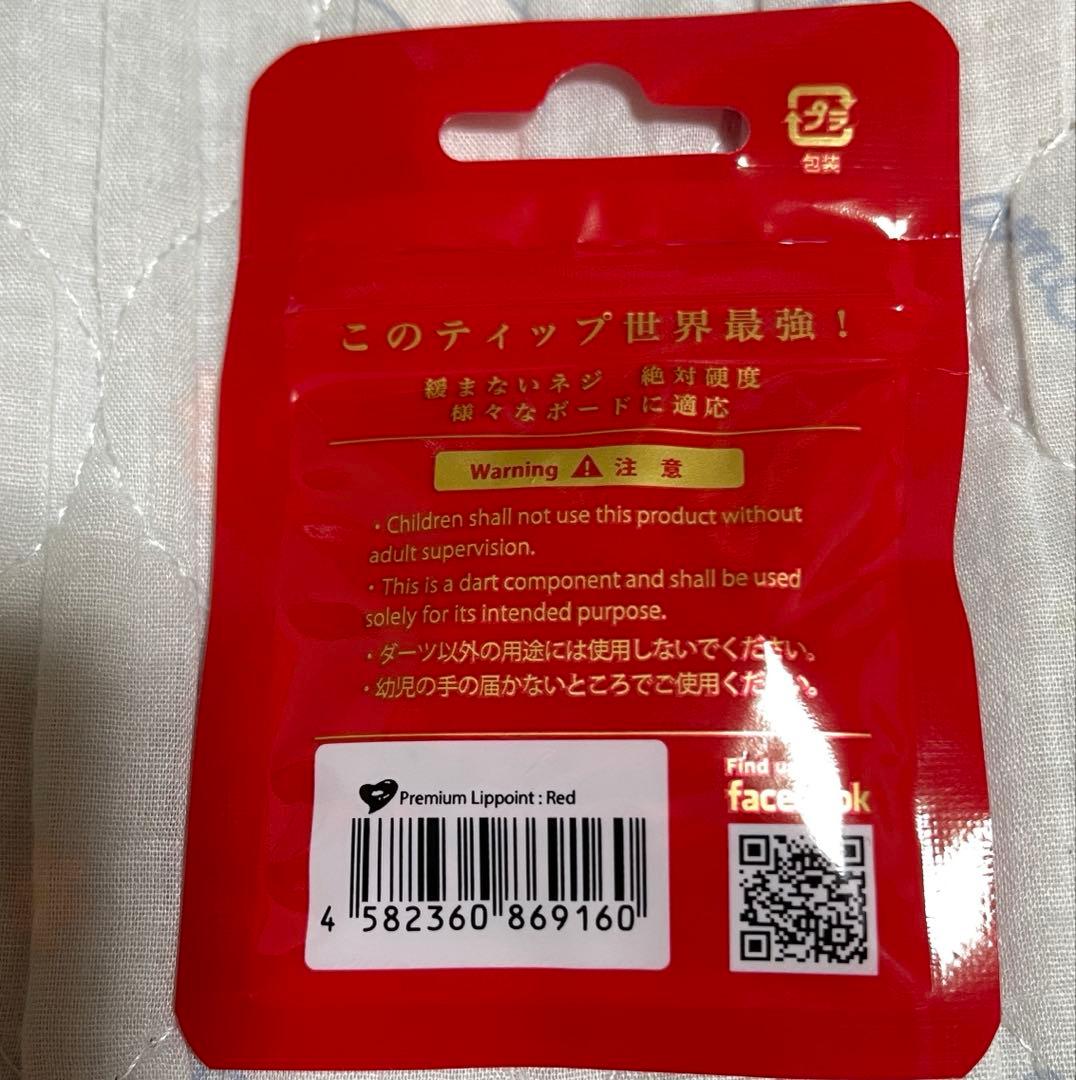 プラ
包装
このティップ世界最強！
緩まないネジ　絶対硬度
様々なボードに適応
Warning 注 意
・Children shall not use this product without
adult supervision.
・This is a dart component and shall be used
solely for its intended purpose.
・ダーツ以外の用途には使用しないでください。
・幼児の手の届かないところでご使用ください。
Premium Lippoint : Red
4 582360 869160
Find
facebook